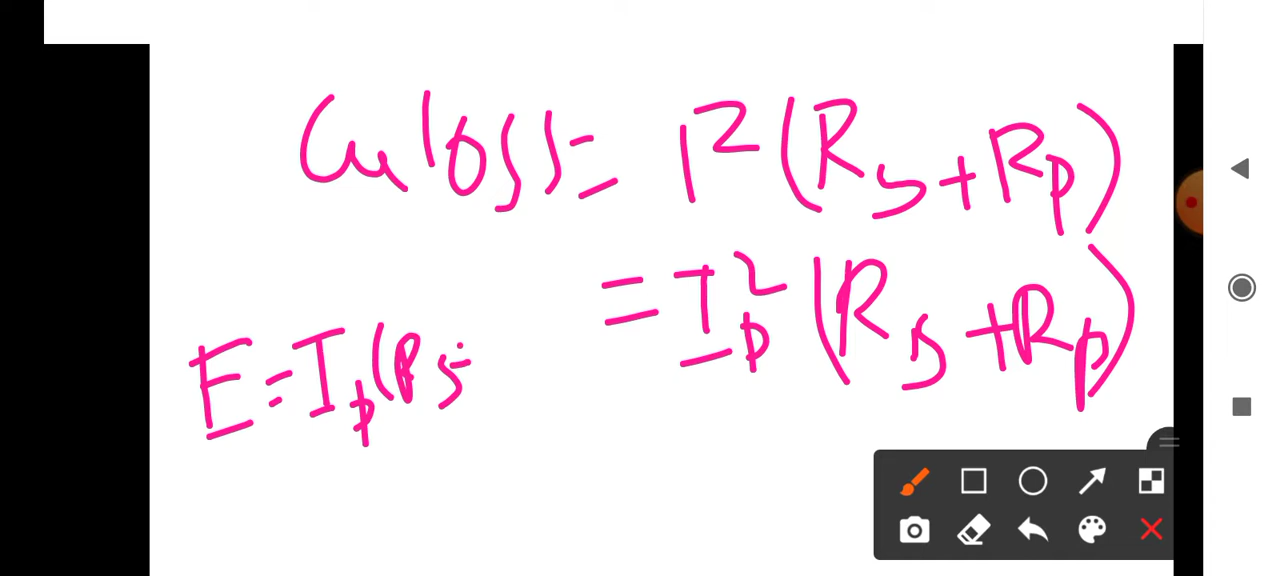 Cu loss = I² (Rs + Rp)
= Ip² (Rs + Rp)
E = Ip (Rs